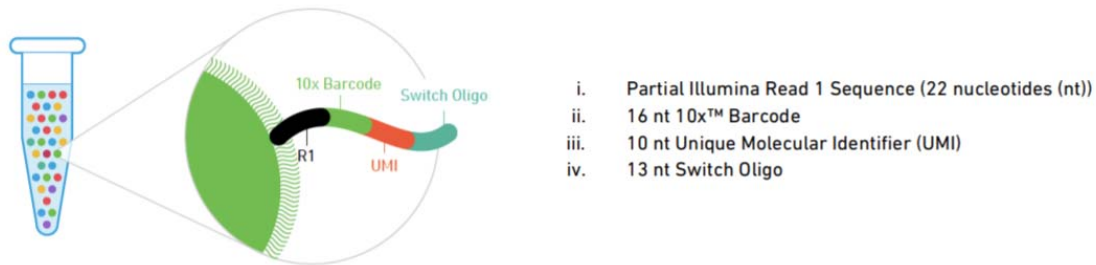 10x Barcode
Switch Oligo
R1
UMI
i. Partial Illumina Read 1 Sequence (22 nucleotides (nt))
ii. 16 nt 10x™ Barcode
iii. 10 nt Unique Molecular Identifier (UMI)
iv. 13 nt Switch Oligo